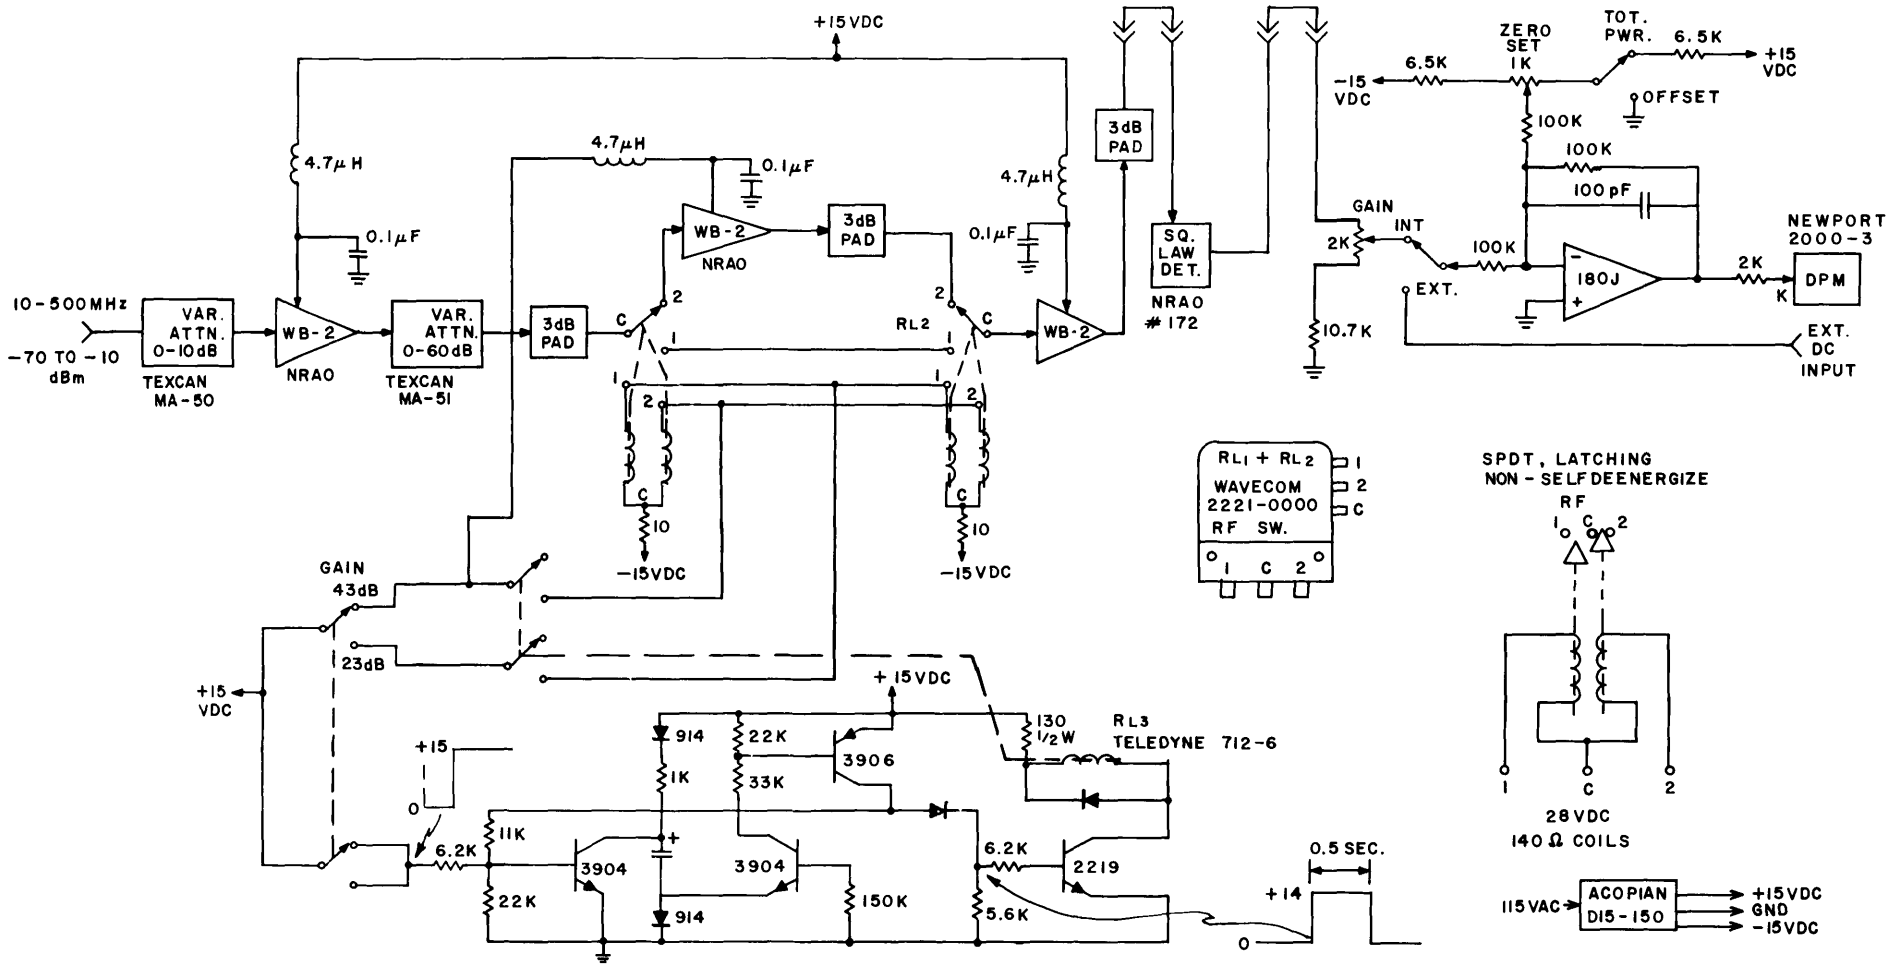 +15VDC
4.7µH
0.1µF
10-500MHz
-70 TO -10
dBm
VAR.
ATTN.
0-10dB
TEXCAN
MA-50
WB-2
NRAO
VAR.
ATTN.
0-60dB
TEXCAN
MA-51
3dB
PAD
4.7µH
0.1µF
WB-2
NRAO
3dB
PAD
C
2
1
1
2
RL2
2
C
1
1
2
4.7µH
0.1µF
WB-2
3dB
PAD
SQ.
LAW
DET.
NRAO
#172
C
10
-15VDC
C
10
-15VDC
TOT.
PWR.
ZERO
SET
1K
6.5K
6.5K
+15
VDC
-15
VDC
OFFSET
100K
100K
100pF
GAIN
2K
INT
EXT.
100K
10.7K
-
180J
+
2K
K
NEWPORT
2000-3
DPM
EXT.
DC
INPUT
RL1 + RL2
WAVECOM
2221-0000
RF SW.
1
2
C
1 C 2
SPDT, LATCHING
NON-SELFDEENERGIZE
RF
1 C 2
1 C 2
28VDC
140 Ω COILS
GAIN
43dB
23dB
+15
VDC
+15
0
6.2K
11K
22K
3904
914
1K
+
914
22K
33K
3904
3906
+15VDC
150K
130
1/2W
RL3
TELEDYNE 712-6
6.2K
5.6K
2219
0.5 SEC.
+14
0
115VAC
ACOPIAN
D15-150
+15VDC
GND
-15VDC